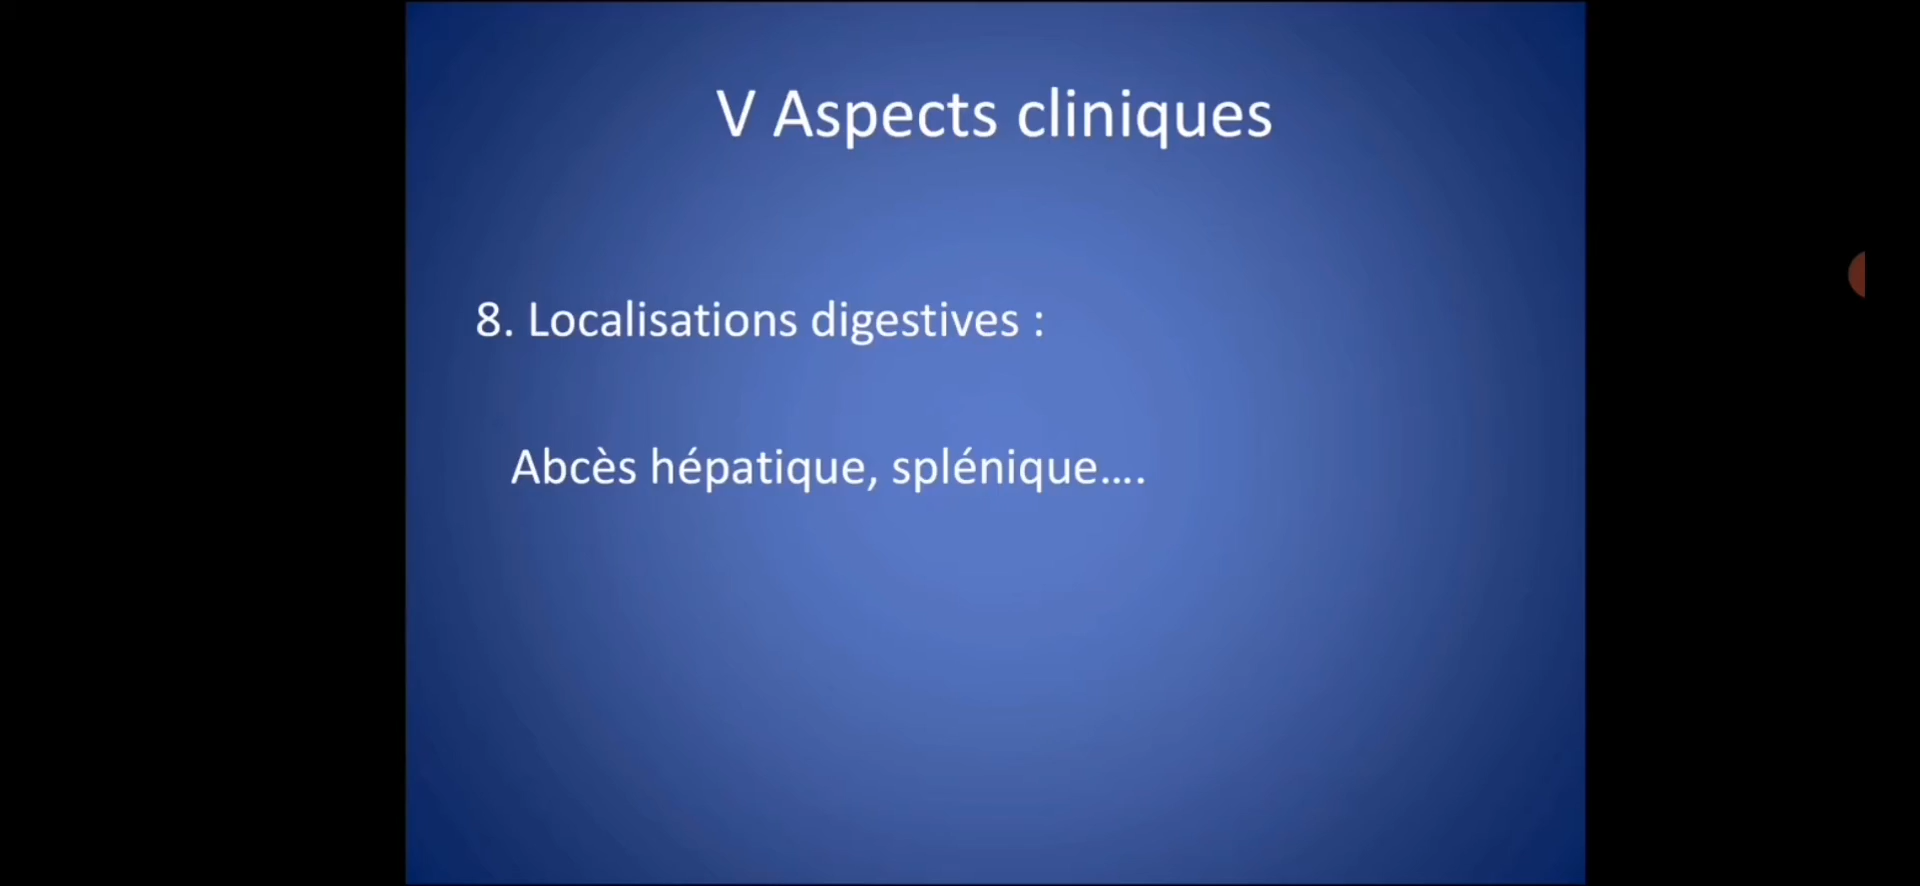 V Aspects cliniques
8. Localisations digestives :
Abcès hépatique, splénique....